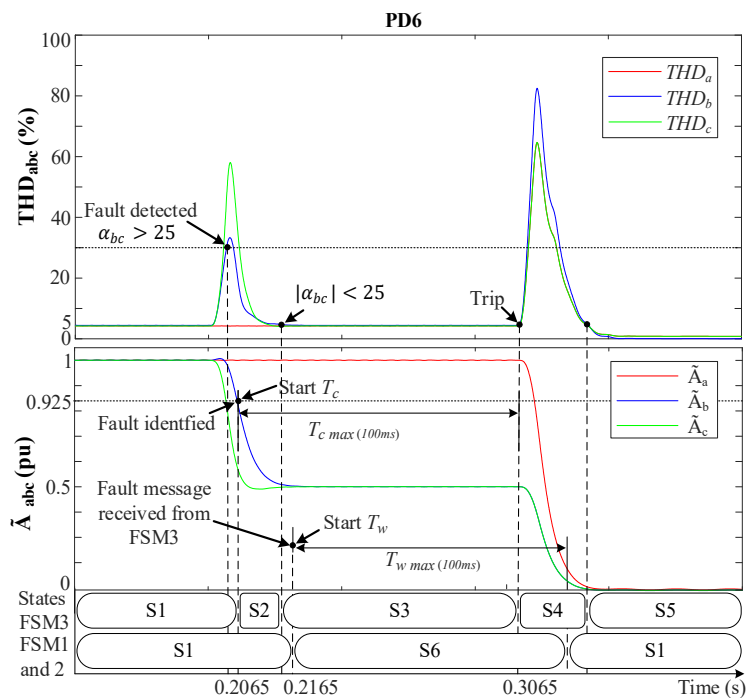 PD6
THD_abc (%)
100
80
60
40
20
5
0
THD_a
THD_b
THD_c
Fault detected
α_bc > 25
|α_bc| < 25
Trip
Ã_abc (pu)
1
0.925
0.5
0
Ã_a
Ã_b
Ã_c
Start T_c
Fault identfied
T_c max (100ms)
Fault message
received from
FSM3
Start T_w
T_w max (100ms)
States
FSM3
S1
S2
S3
S4
S5
FSM1
and 2
S1
S6
S1
0.2065
0.2165
0.3065
Time (s)